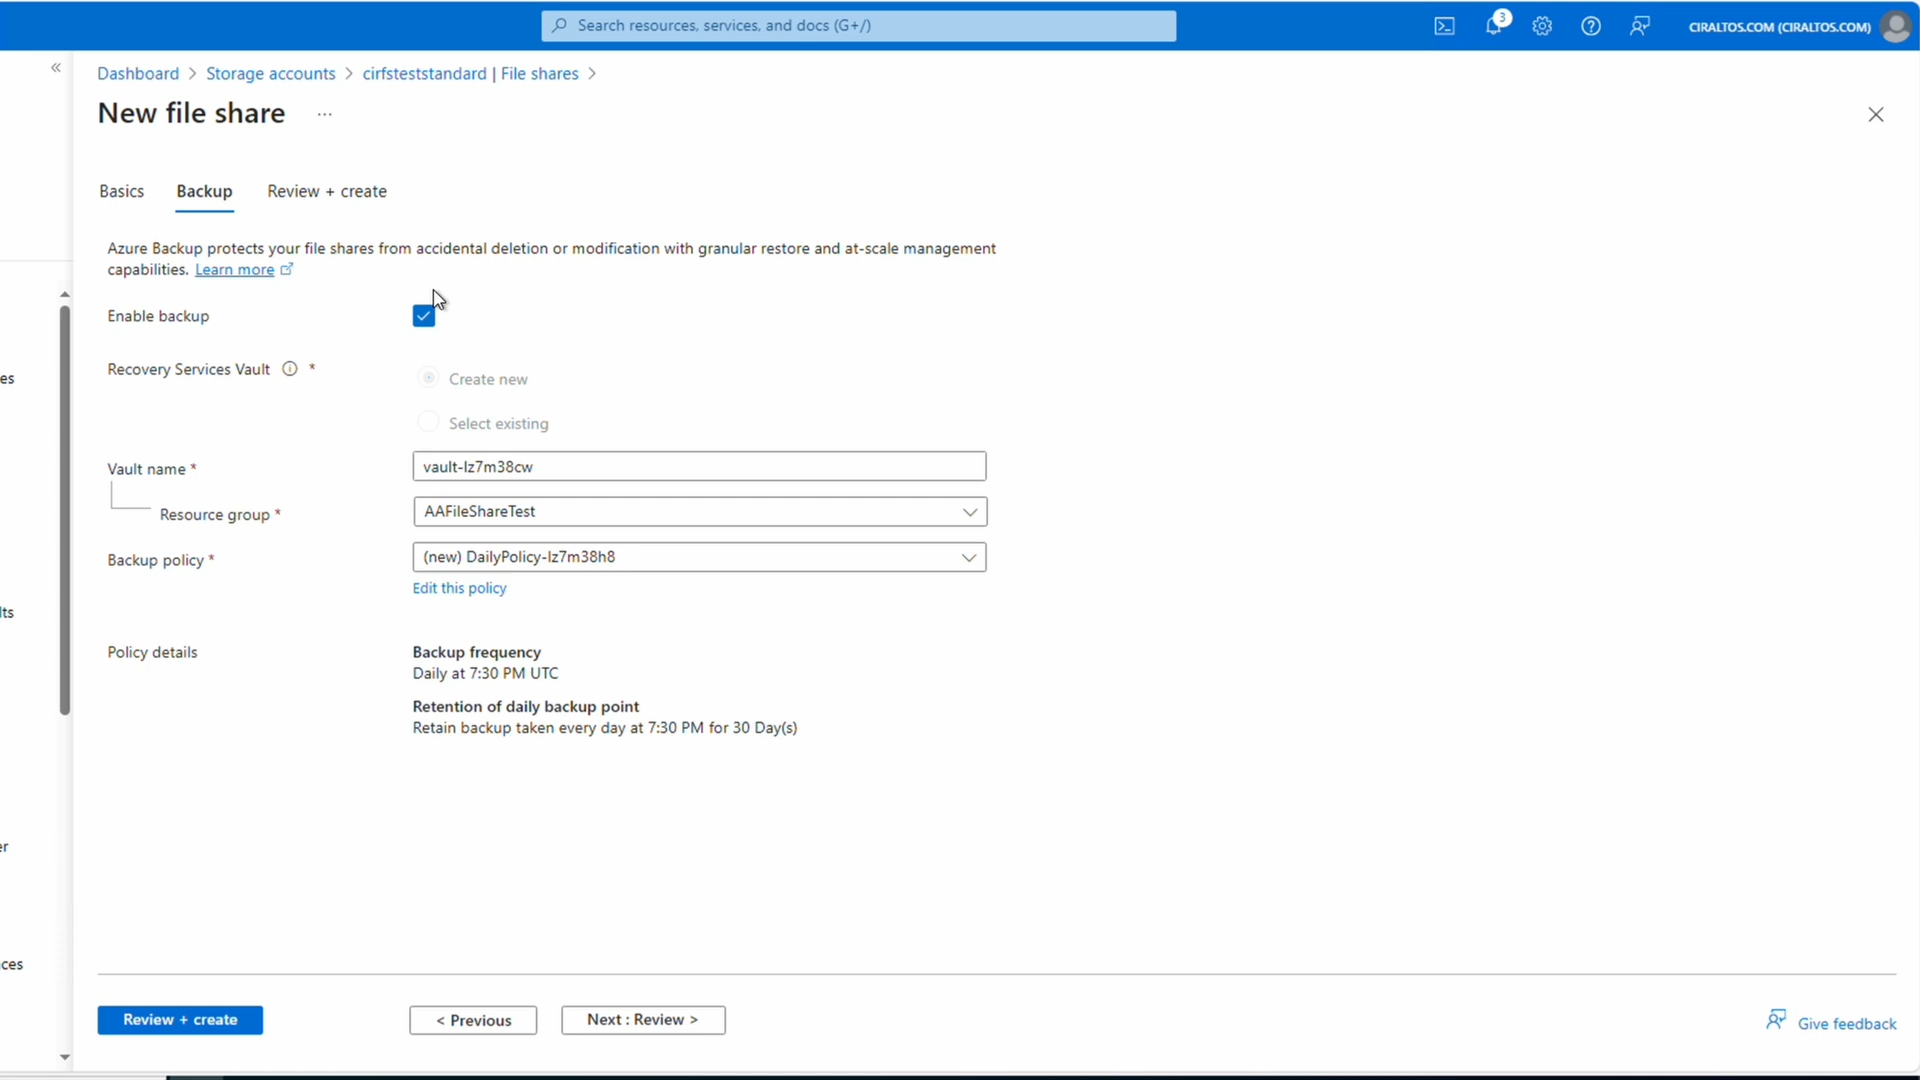 Search resources, services, and docs (G+/)
3
CIRALTOS.COM (CIRALTOS.COM)
Dashboard > Storage accounts > cirfsteststandard | File shares >
New file share ...
Basics Backup Review + create
Azure Backup protects your file shares from accidental deletion or modification with granular restore and at-scale management
capabilities. Learn more
Enable backup
Recovery Services Vault *
Create new
es
Select existing
Vault name * vault-lz7m38cw
Resource group * AAFileShareTest
Backup policy * (new) DailyPolicy-lz7m38h8
Edit this policy
lts
Policy details Backup frequency
Daily at 7:30 PM UTC
Retention of daily backup point
Retain backup taken every day at 7:30 PM for 30 Day(s)
er
ces
Review + create < Previous Next : Review > Give feedback